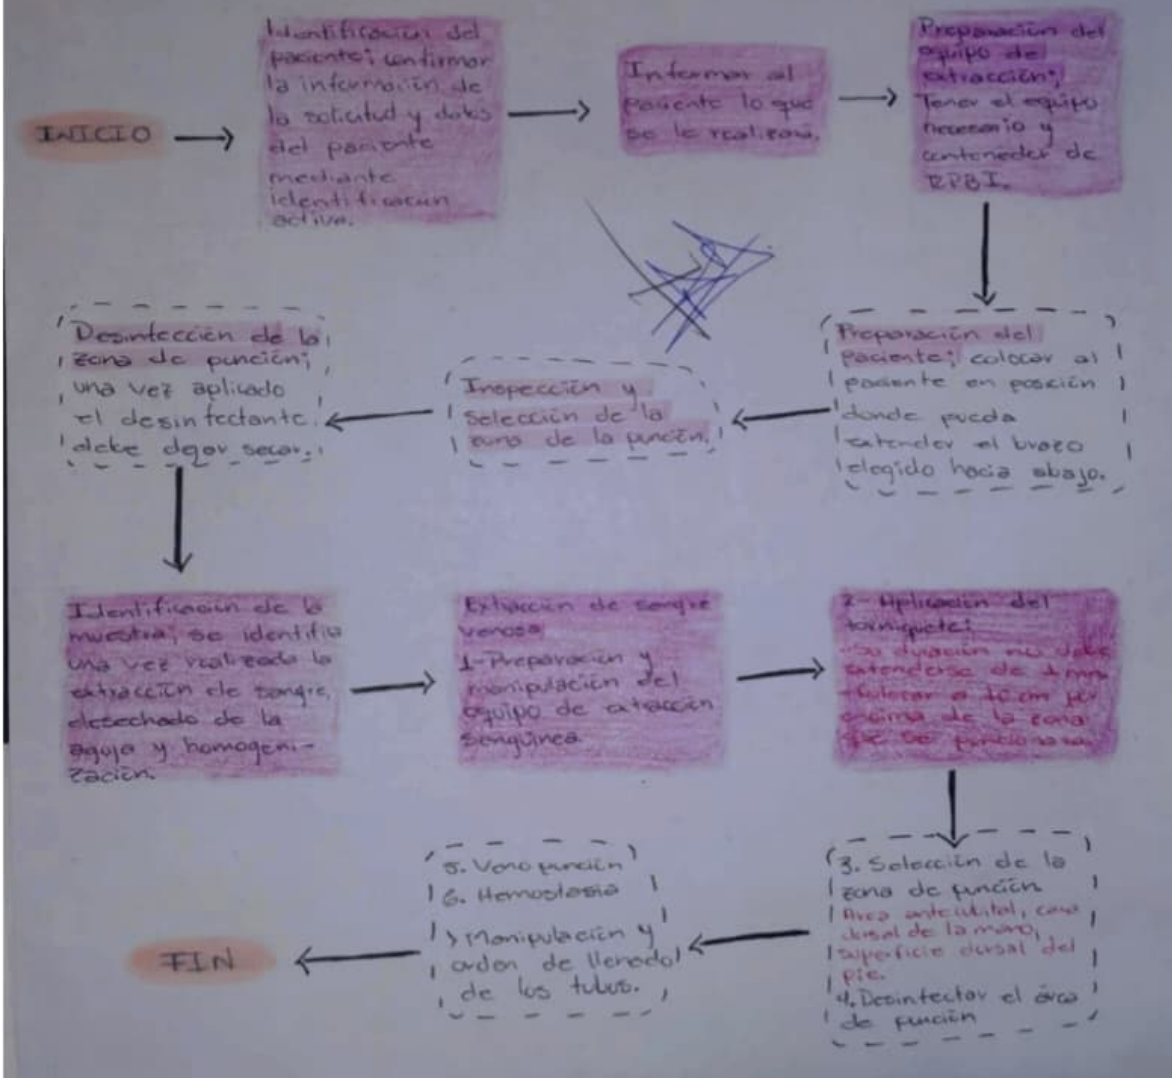 INICIO
Identificación del
paciente; confirmar
la información de
la solicitud y datos
del paciente
mediante
identificación
activa.
Informar al
paciente lo que
se le realizará.
Preparación del
equipo de
extracción;
Tener el equipo
necesario y
contenedor de
RPBI.
Preparación del
paciente; colocar al
paciente en posición
donde pueda
extender el brazo
elegido hacia abajo.
Inspección y
selección de la
zona de la punción.
Desinfección de la
zona de punción;
una vez aplicado
el desinfectante
debe dejar secar.
Identificación de la
muestra; se identifica
una vez realizada la
extracción de sangre,
desechado de la
aguja y homogeni-
zación.
Extracción de sangre
venosa
1-Preparación y
manipulación del
equipo de extracción
sengüinea
2-Aplicación del
torniquete;
-Su duración no debe
extenderse de 1 min
-Colocar a 10 cm por
encima de la zona
que se puncionara
3. Selección de la
zona de punción
Area antecubital, cara
dorsal de la mano,
superficie dorsal del
pie.
4. Desinfectar el área
de punción
5. Veno punción
6. Hemostasia
> Manipulación y
orden de llenado
de los tubos.
FIN